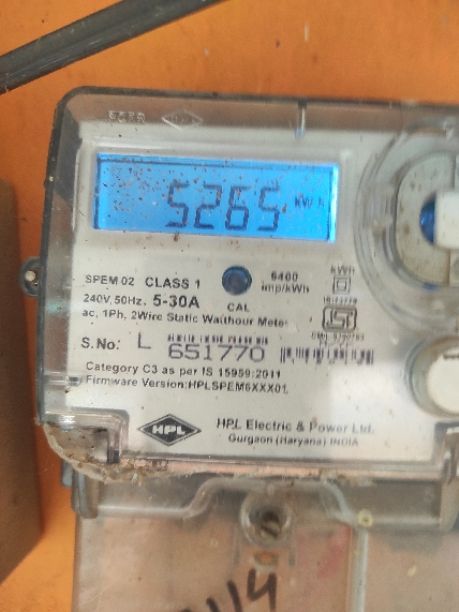 5265 kWh
SPEM 02 CLASS 1
6400
imp/kWh
kWh
240V, 50Hz. 5-30A
CAL
ac, 1Ph, 2Wire Static Watthour Meter
S.No: L 651770
Category C3 as per IS 15959:2011
Firmware Version:HPLSPEM6XXX01
HPL
HPL Electric & Power Ltd.
Gurgaon (Haryana) INDIA